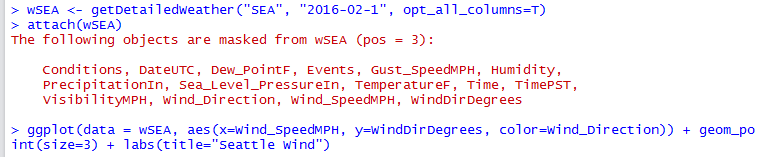 > wSEA <- getDetailedWeather("SEA", "2016-02-1", opt_all_columns=T)
> attach(wSEA)
The following objects are masked from wSEA (pos = 3):
Conditions, DateUTC, Dew_PointF, Events, Gust_SpeedMPH, Humidity,
PrecipitationIn, Sea_Level_PressureIn, TemperatureF, Time, TimePST,
VisibilityMPH, Wind_Direction, Wind_SpeedMPH, WindDirDegrees
> ggplot(data = wSEA, aes(x=Wind_SpeedMPH, y=WindDirDegrees, color=Wind_Direction)) + geom_po
int(size=3) + labs(title="Seattle Wind")